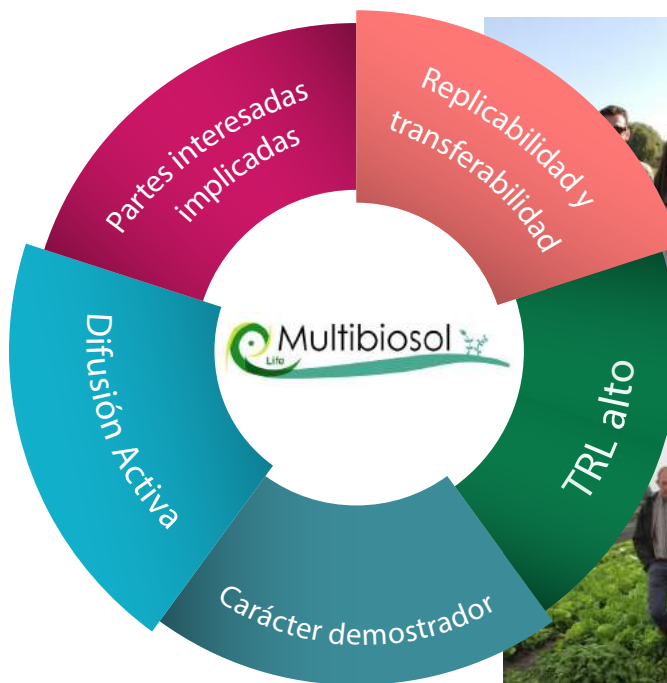 Partes interesadas
implicadas
Replicabilidad y
transferabilidad
Multibiosol
Life
Difusión Activa
TRL alto
Carácter demostrador